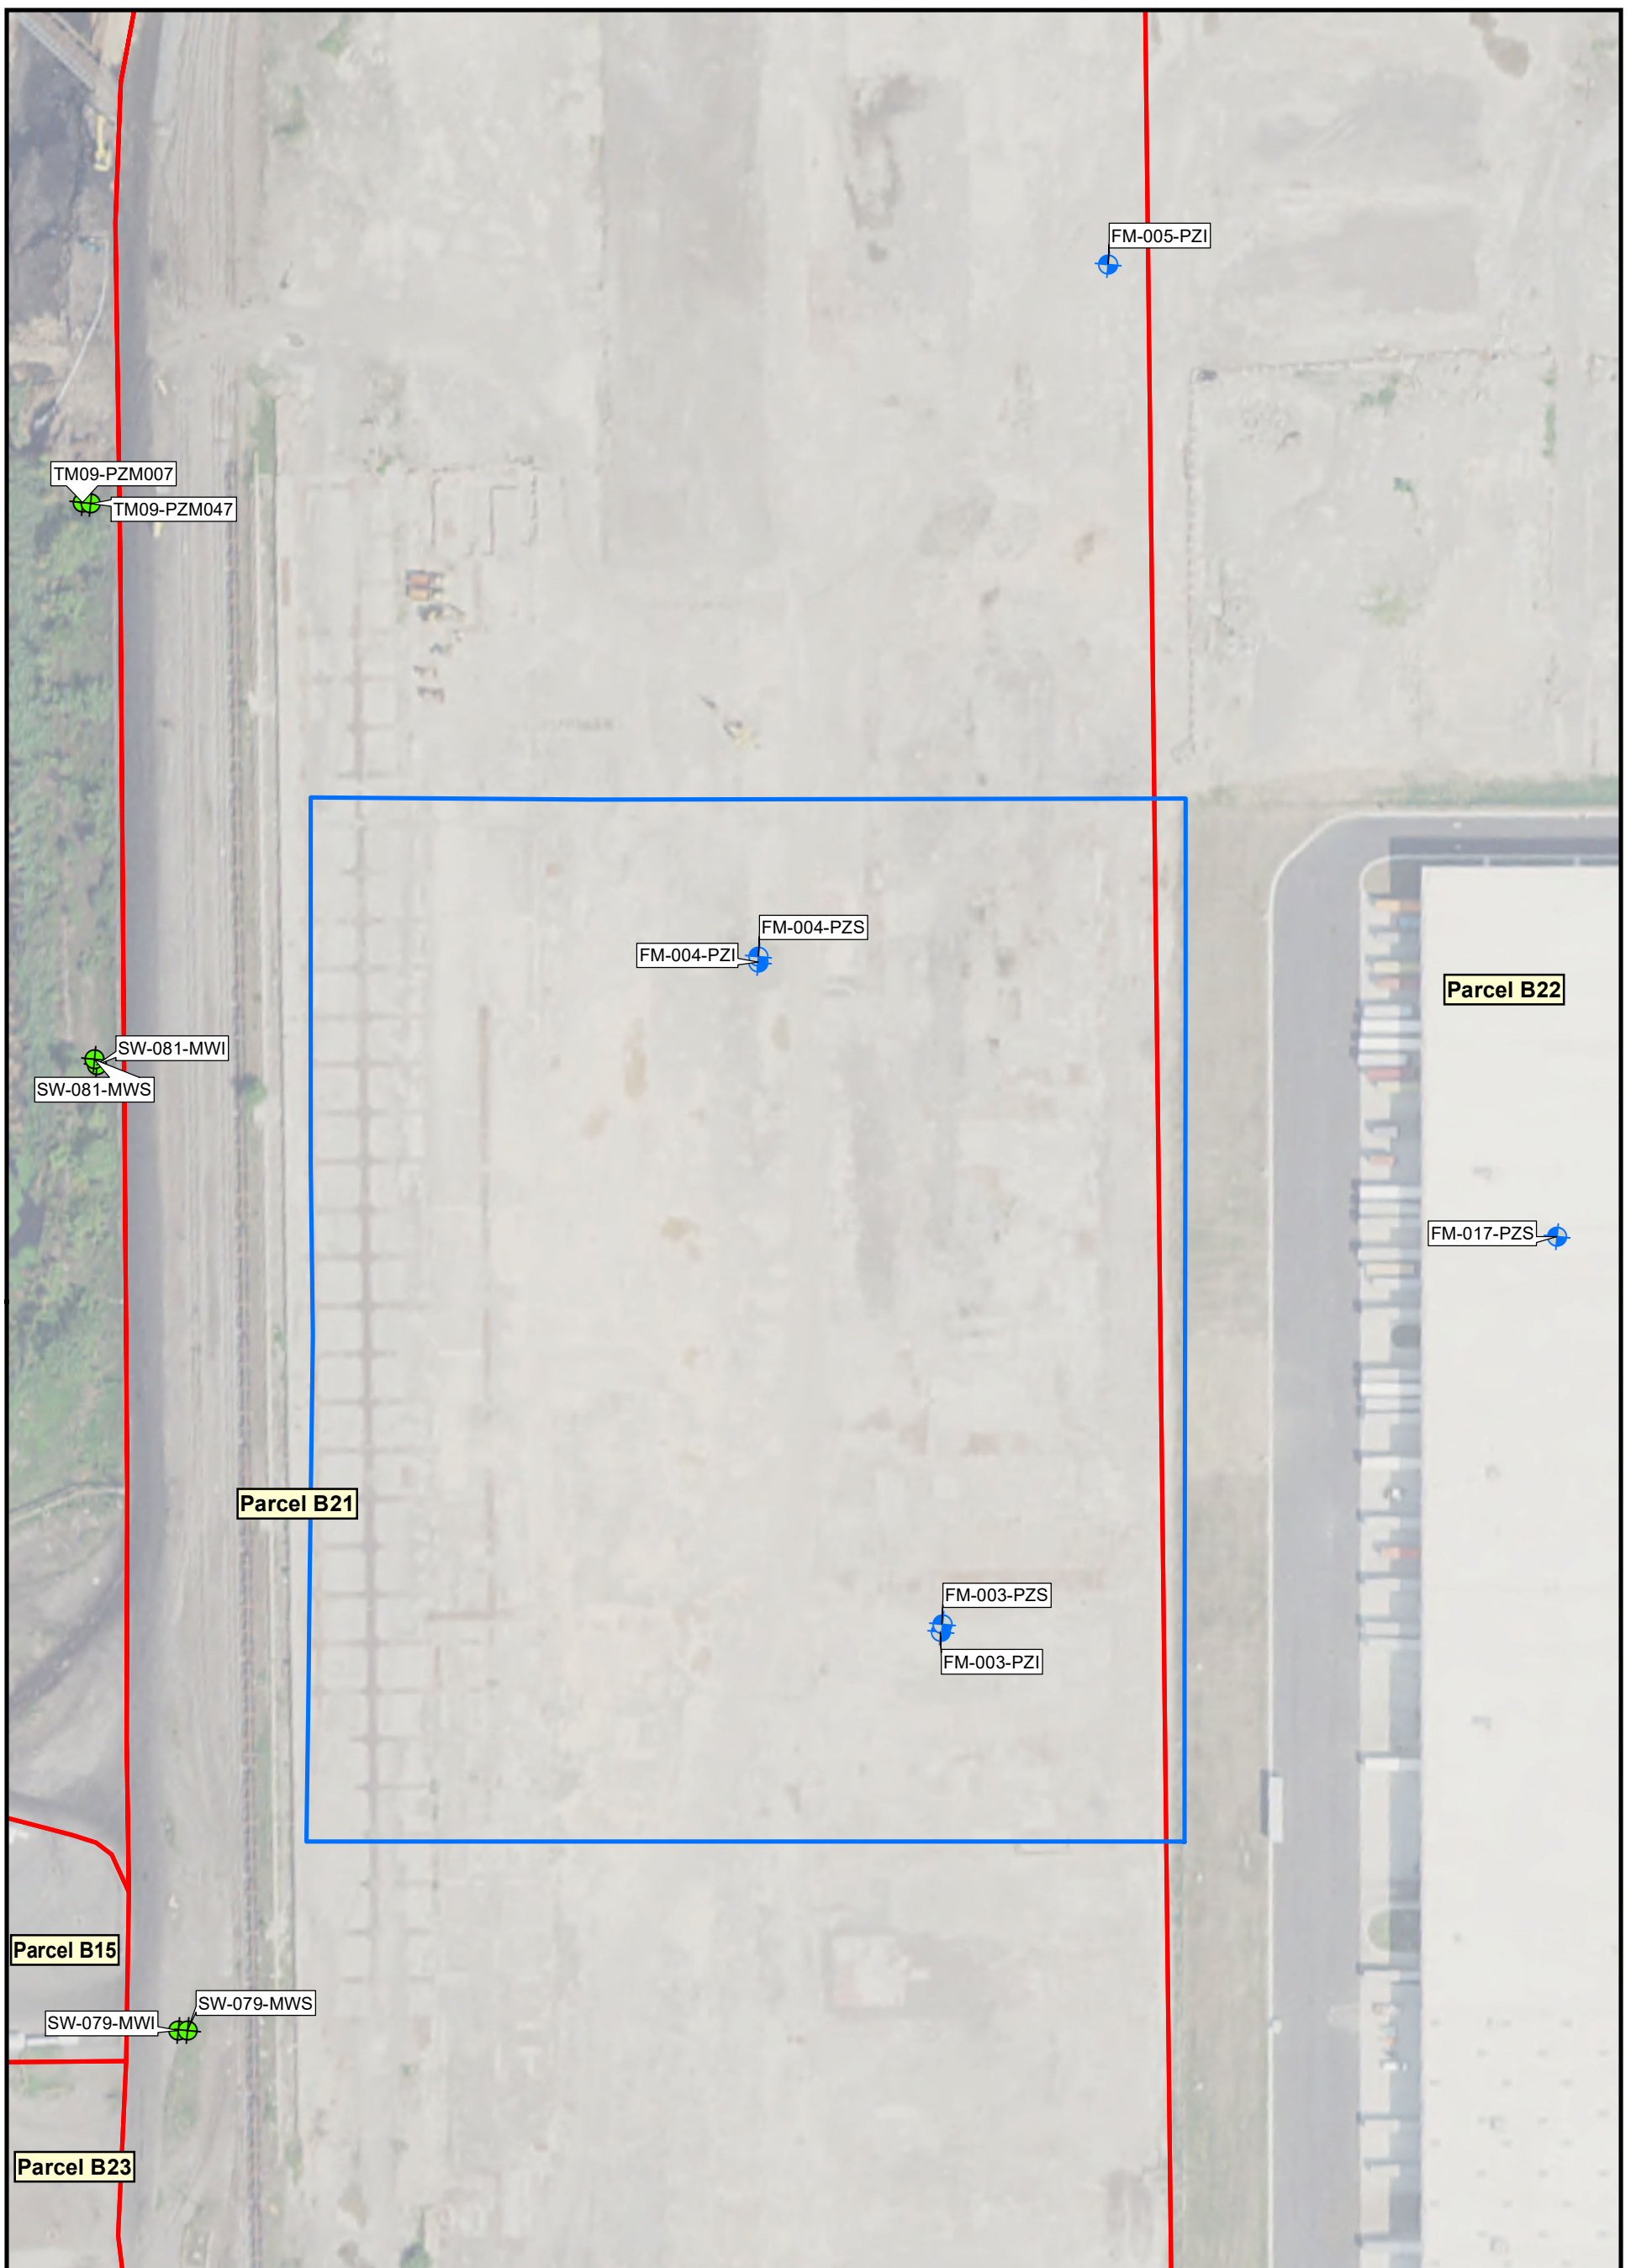 FM-005-PZI
TM09-PZM007
TM09-PZM047
FM-004-PZS
FM-004-PZI
Parcel B22
SW-081-MWI
SW-081-MWS
FM-017-PZS
Parcel B21
FM-003-PZS
FM-003-PZI
Parcel B15
SW-079-MWS
SW-079-MWI
Parcel B23